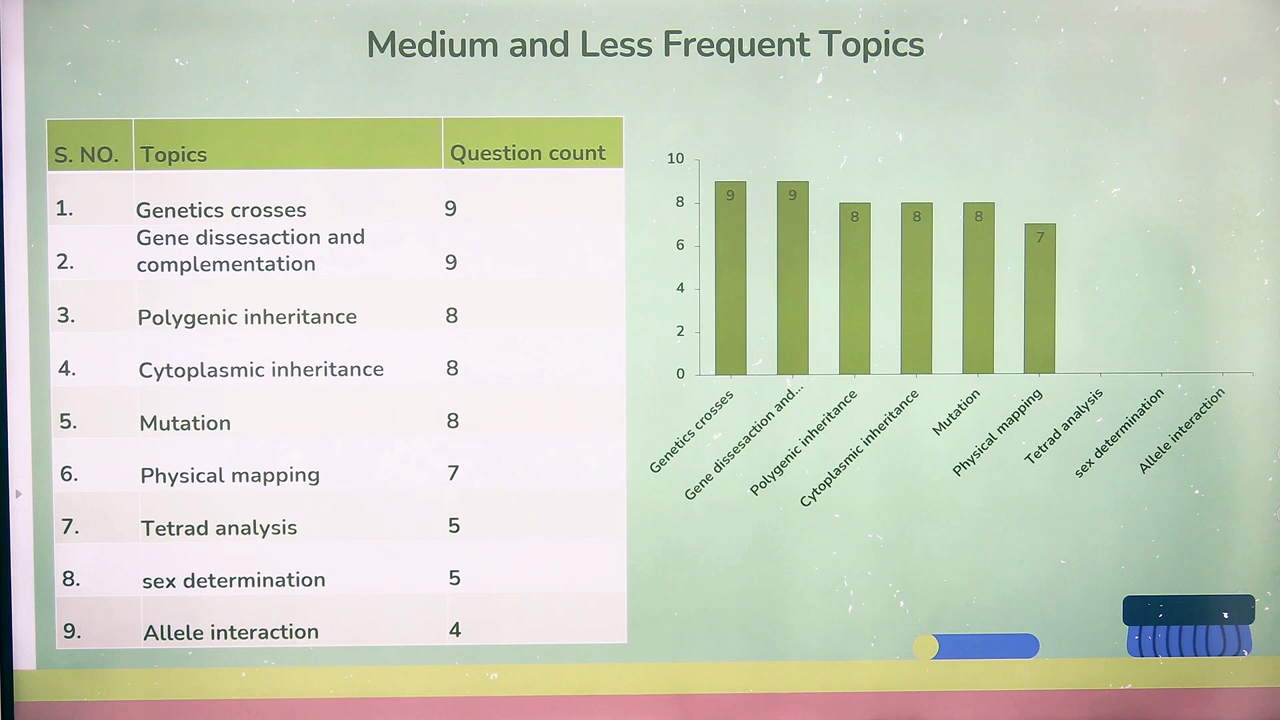 Medium and Less Frequent Topics
S. NO. Topics Question count
1. Genetics crosses 9
Gene dissesaction and
2. complementation 9
3. Polygenic inheritance 8
4. Cytoplasmic inheritance 8
5. Mutation 8
6. Physical mapping 7
7. Tetrad analysis 5
8. sex determination 5
9. Allele interaction 4
10
8
6
4
2
0
9
9
8
8
8
7
Genetics crosses
Gene dissesaction and...
Polygenic inheritance
Cytoplasmic inheritance
Mutation
Physical mapping
Tetrad analysis
sex determination
Allele interaction